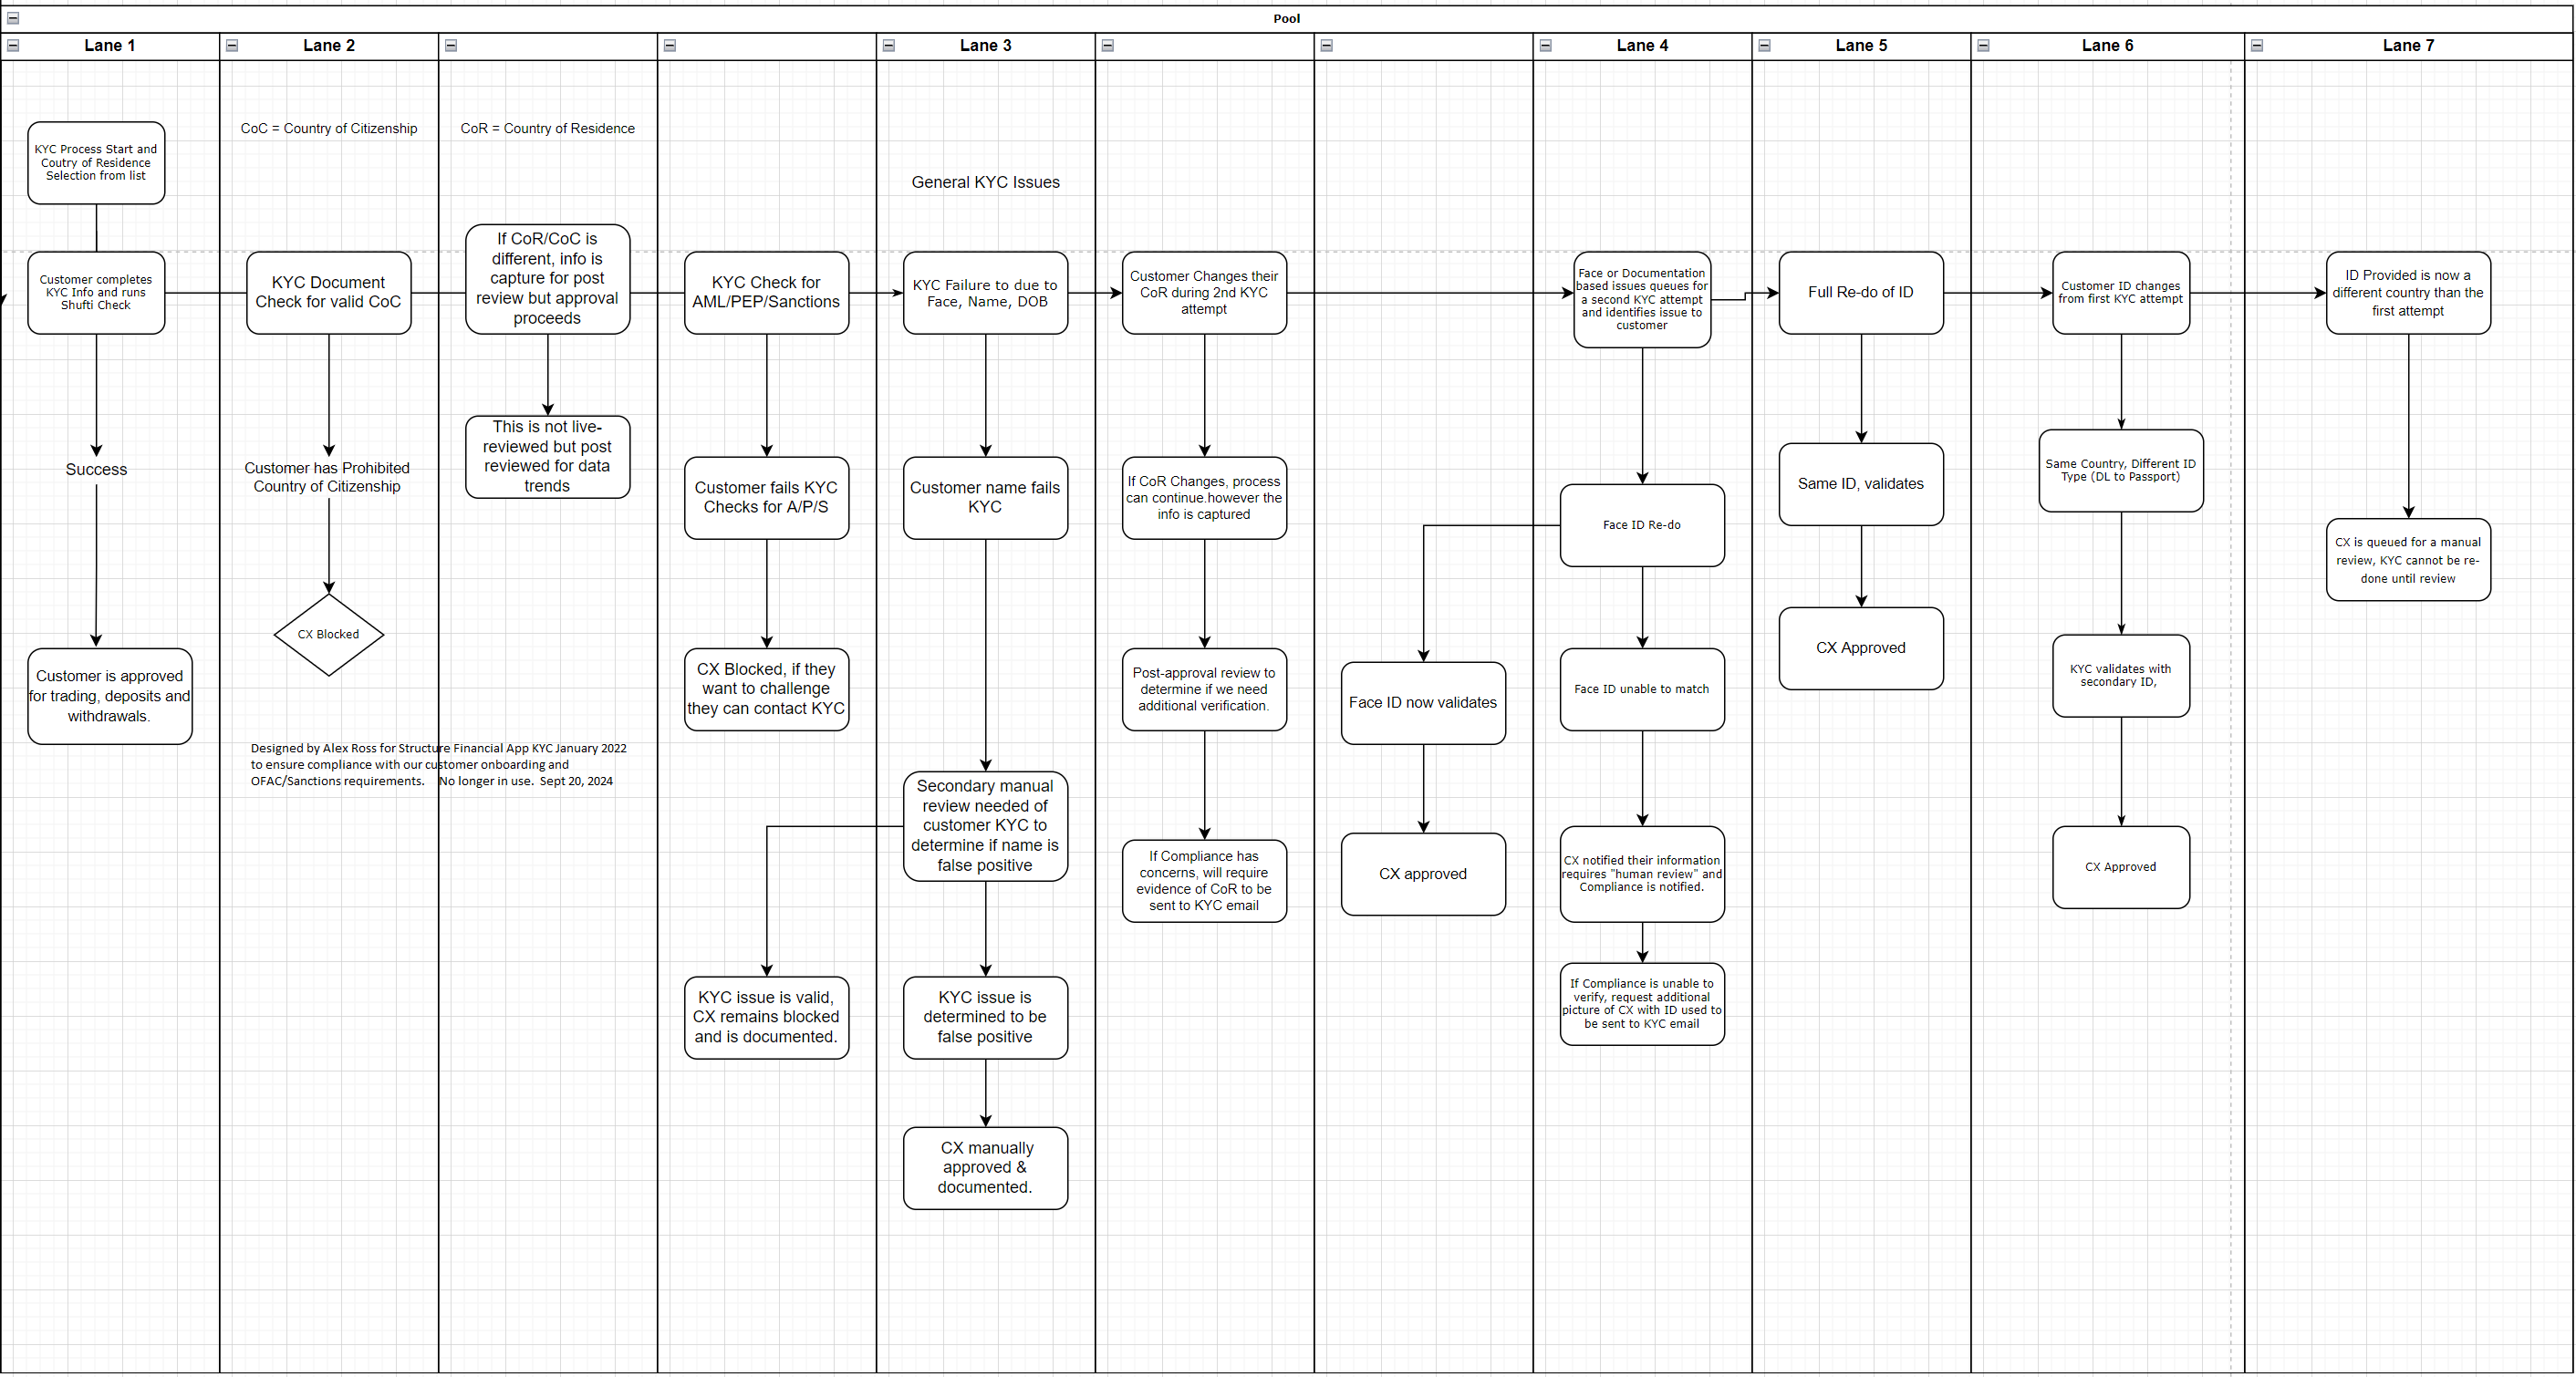 Pool
Lane 1
Lane 2
Lane 3
Lane 4
Lane 5
Lane 6
Lane 7
KYC Process Start and
Coutry of Residence
Selection from list
CoC = Country of Citizenship
CoR = Country of Residence
General KYC Issues
Customer completes
KYC Info and runs
Shufti Check
KYC Document
Check for valid CoC
If CoR/CoC is
different, info is
capture for post
review but approval
proceeds
KYC Check for
AML/PEP/Sanctions
KYC Failure to due to
Face, Name, DOB
Customer Changes their
CoR during 2nd KYC
attempt
Face or Documentation
based issues queues for
a second KYC attempt
and identifies issue to
customer
Full Re-do of ID
Customer ID changes
from first KYC attempt
ID Provided is now a
different country than the
first attempt
Success
Customer has Prohibited
Country of Citizenship
This is not live-
reviewed but post
reviewed for data
trends
Customer fails KYC
Checks for A/P/S
Customer name fails
KYC
If CoR Changes, process
can continue.however the
info is captured
Face ID Re-do
Same ID, validates
Same Country, Different ID
Type (DL to Passport)
CX is queued for a manual
review, KYC cannot be re-
done until review
CX Blocked
Customer is approved
for trading, deposits and
withdrawals.
CX Blocked, if they
want to challenge
they can contact KYC
Post-approval review to
determine if we need
additional verification.
Face ID now validates
Face ID unable to match
CX Approved
KYC validates with
secondary ID,
Designed by Alex Ross for Structure Financial App KYC January 2022
to ensure compliance with our customer onboarding and
OFAC/Sanctions requirements. No longer in use. Sept 20, 2024
Secondary manual
review needed of
customer KYC to
determine if name is
false positive
If Compliance has
concerns, will require
evidence of CoR to be
sent to KYC email
CX approved
CX notified their information
requires "human review" and
Compliance is notified.
CX Approved
KYC issue is valid,
CX remains blocked
and is documented.
KYC issue is
determined to be
false positive
If Compliance is unable to
verify, request additional
picture of CX with ID used to
be sent to KYC email
CX manually
approved &
documented.